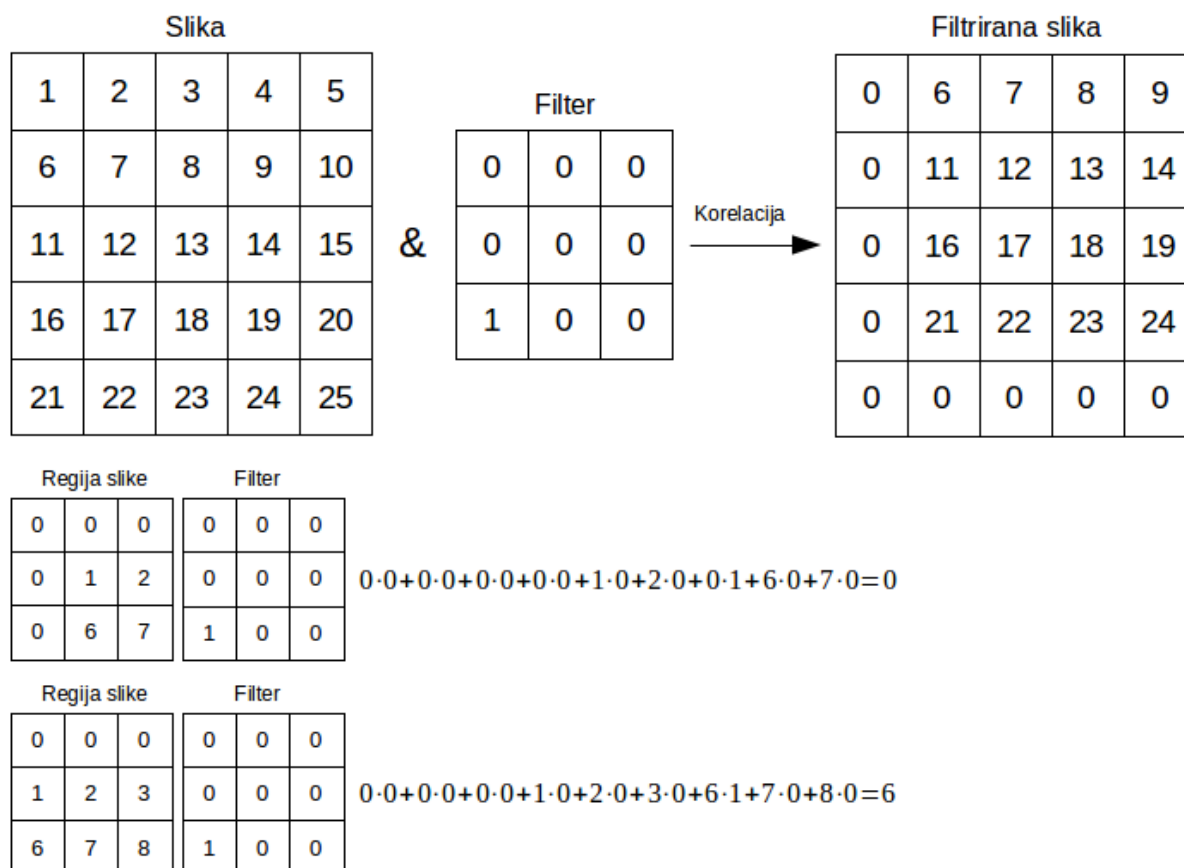 Slika
1 2 3 4 5
6 7 8 9 10
11 12 13 14 15
16 17 18 19 20
21 22 23 24 25
&
Filter
0 0 0
0 0 0
1 0 0
Korelacija
Filtrirana slika
0 6 7 8 9
0 11 12 13 14
0 16 17 18 19
0 21 22 23 24
0 0 0 0 0
Regija slike
0 0 0
0 1 2
0 6 7
Filter
0 0 0
0 0 0
1 0 0
0·0+0·0+0·0+0·0+1·0+2·0+0·1+6·0+7·0=0
Regija slike
0 0 0
1 2 3
6 7 8
Filter
0 0 0
0 0 0
1 0 0
0·0+0·0+0·0+1·0+2·0+3·0+6·1+7·0+8·0=6